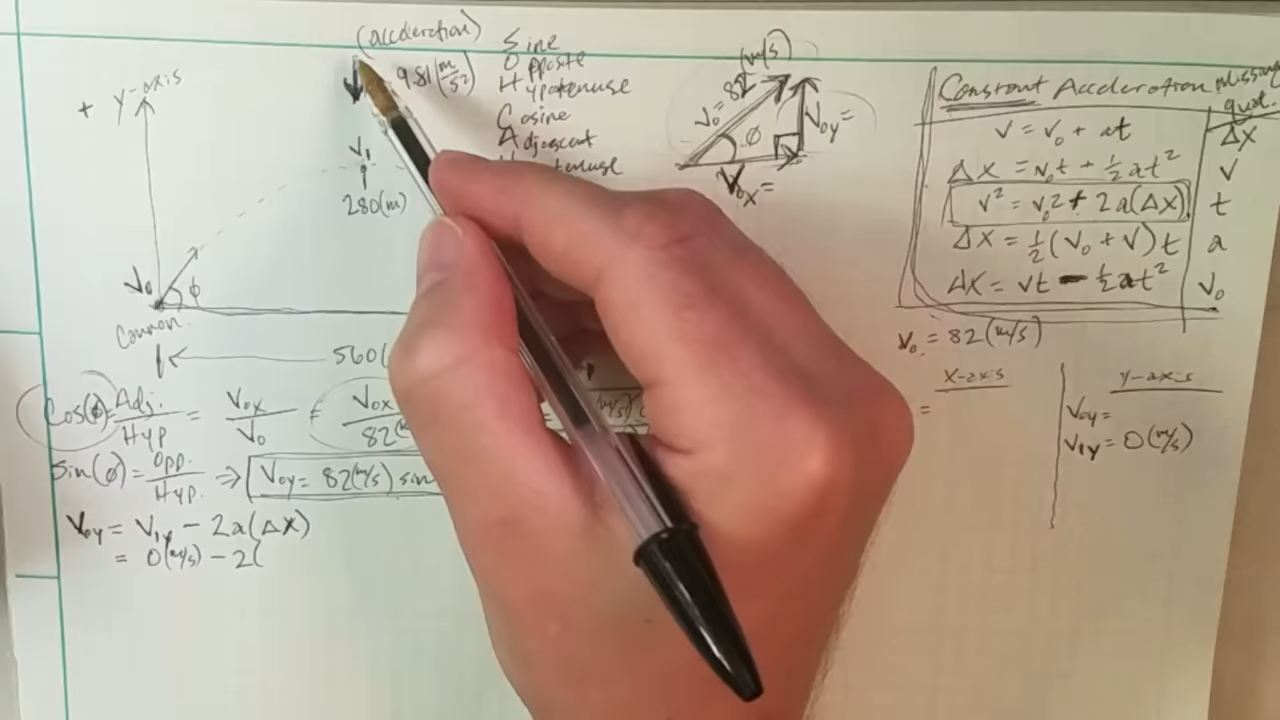 (acceleration)
9.81 (m/s²)
+ y-axis
V₁
280(m)
V₀ ϕ
Cannon
560(
Sine
Opposite
Hypotenuse
Cosine
Adjacent
(m/s)
V₀ = 82
ϕ
V₀y =
V₀x =
Constant Acceleration missing quat.
V = V₀ + at ΔX
ΔX = V₀t + ½at² V
V² = V₀² + 2a(ΔX) t
ΔX = ½(V₀ + V)t a
ΔX = Vt - ½at² V₀
V₀ = 82(m/s)
x-axis
=
y-axis
V₀y =
V₁y = 0(m/s)
Cos(ϕ) = Adj./Hyp = V₀x/V₀ = V₀x/82(
Sin(ϕ) = Opp./Hyp. ⇒ V₀y = 82(m/s) sin
V₀y = V₁y - 2a(ΔX)
= 0(m/s) - 2(